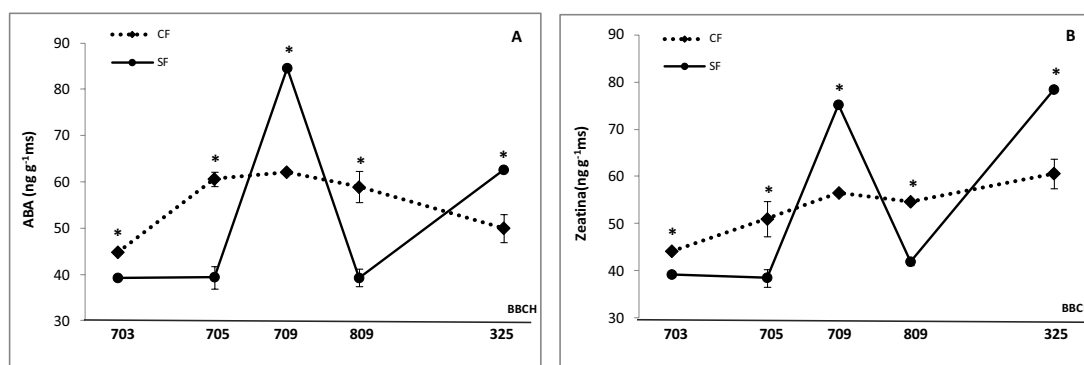 A
CF
SF
90
80
70
60
50
40
30
ABA (ng g⁻¹ms)
* * * * *
BBCH
703 705 709 809 325
B
CF
SF
90
80
70
60
50
40
30
Zeatina(ng g⁻¹ms)
* * * * *
BBC
703 705 709 809 325